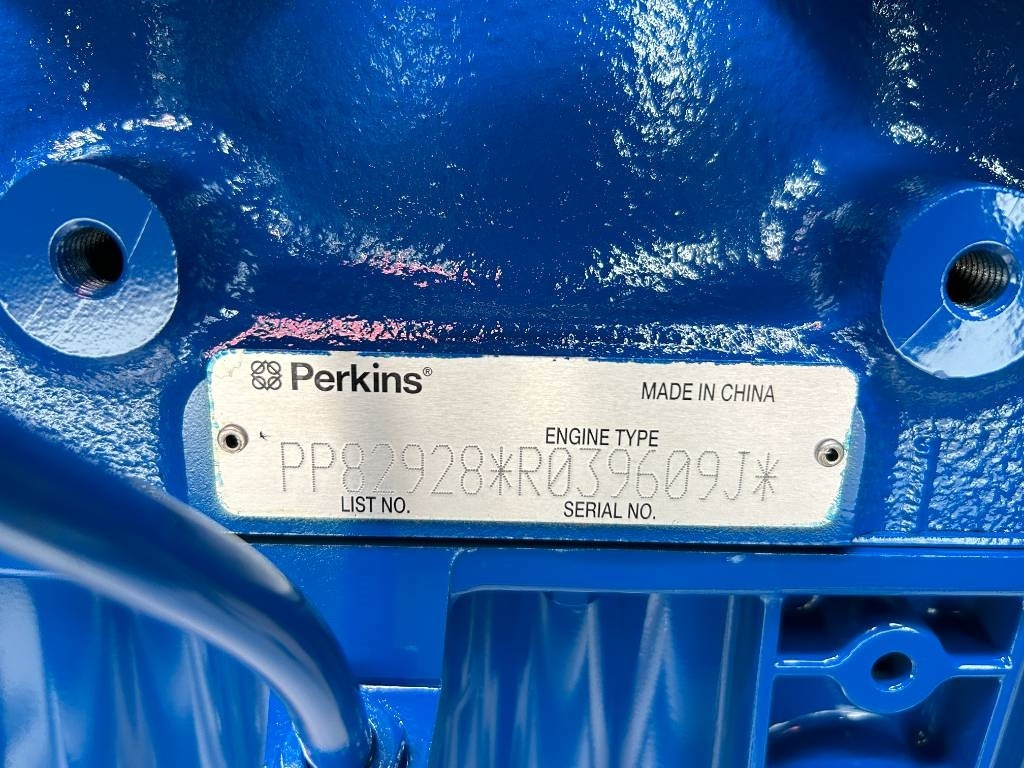 Perkins®
MADE IN CHINA
ENGINE TYPE
PP82928*R039609J*
LIST NO.
SERIAL NO.